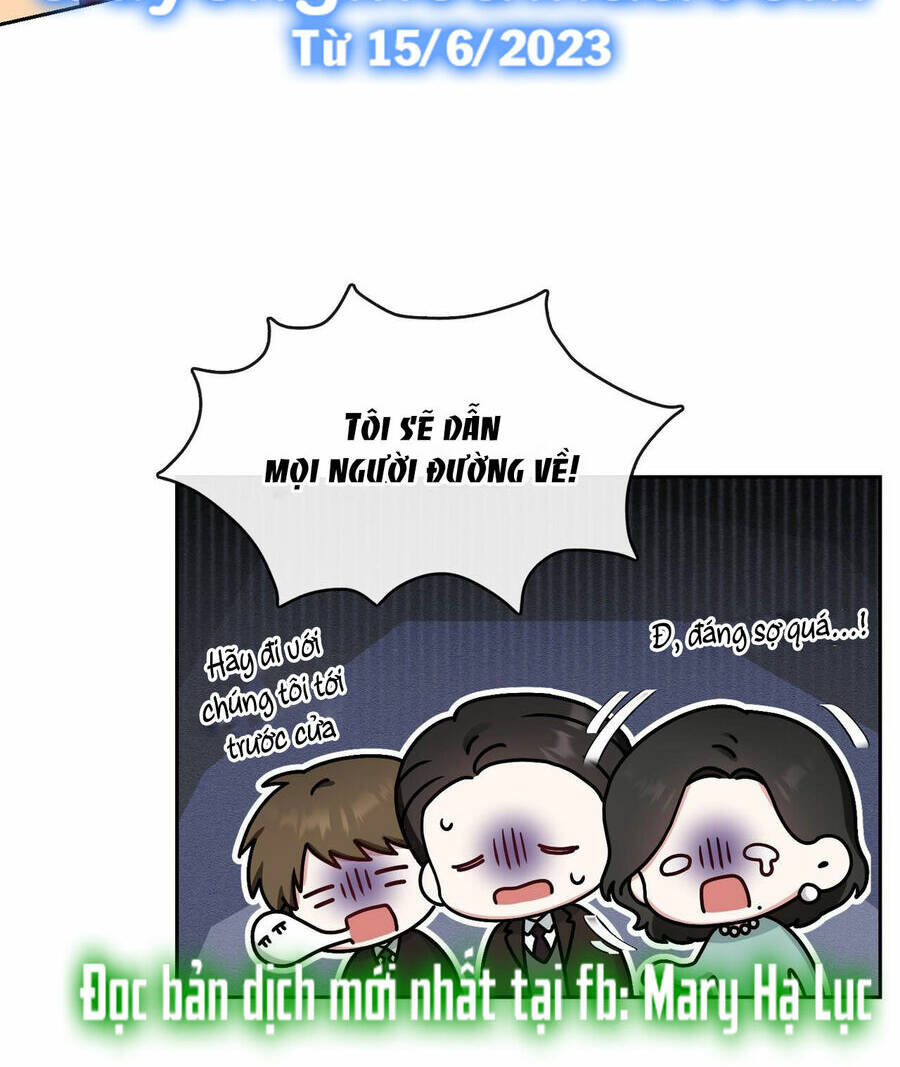 Từ 15/6/2023
TÔI SẼ DẪN
MỌI NGƯỜI ĐƯỜNG VỀ!
Hãy đi với
chúng tôi tới
trước cửa
Đ, đáng sợ quá...!
Đọc bản dịch mới nhất tại fb: Mary Hạ Lục